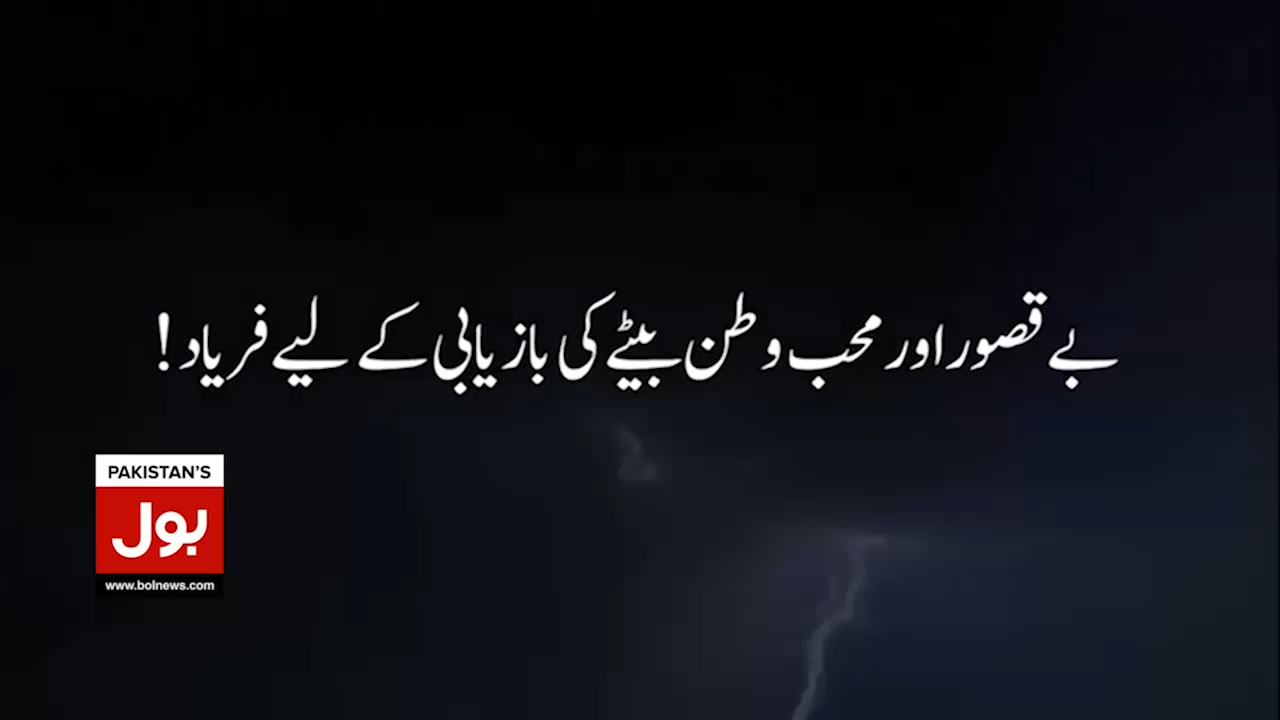 بے قصور اور محب وطن بیٹے کی بازیابی کے لیے فریاد!
PAKISTAN'S
بول
www.bolnews.com